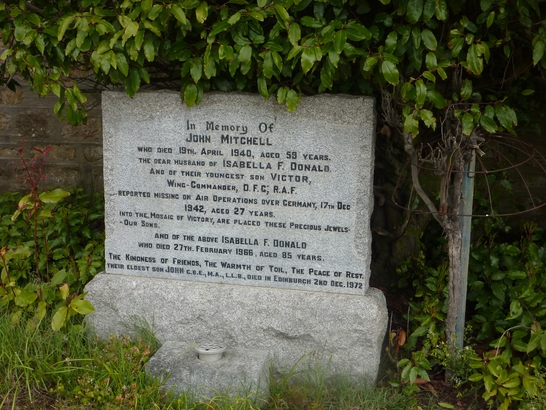 In Memory Of
JOHN MITCHELL
WHO DIED 19TH. APRIL 1940, AGED 59 YEARS.
THE DEAR HUSBAND OF ISABELLA F. DONALD.
AND OF THEIR YOUNGEST SON VICTOR,
WING-COMMANDER, D.F.C, R.A.F.
REPORTED MISSING ON AIR OPERATIONS OVER GERMANY, 17TH DEC
1942, AGED 27 YEARS.
INTO THE, MOSAIC OF VICTORY, ARE PLACED THESE PRECIOUS JEWELS
- OUR SONS.
AND OF THE ABOVE ISABELLA F. DONALD
WHO DIED 27TH. FEBRUARY 1966, AGED 85 YEARS.
THE KINDNESS OF FRIENDS, THE WARMTH OF TOIL, THE PEACE OF REST.
THEIR ELDEST SON JOHN C.B.E., M.A., L.L.B., DIED IN EDINBURGH 2ND DEC. 1972